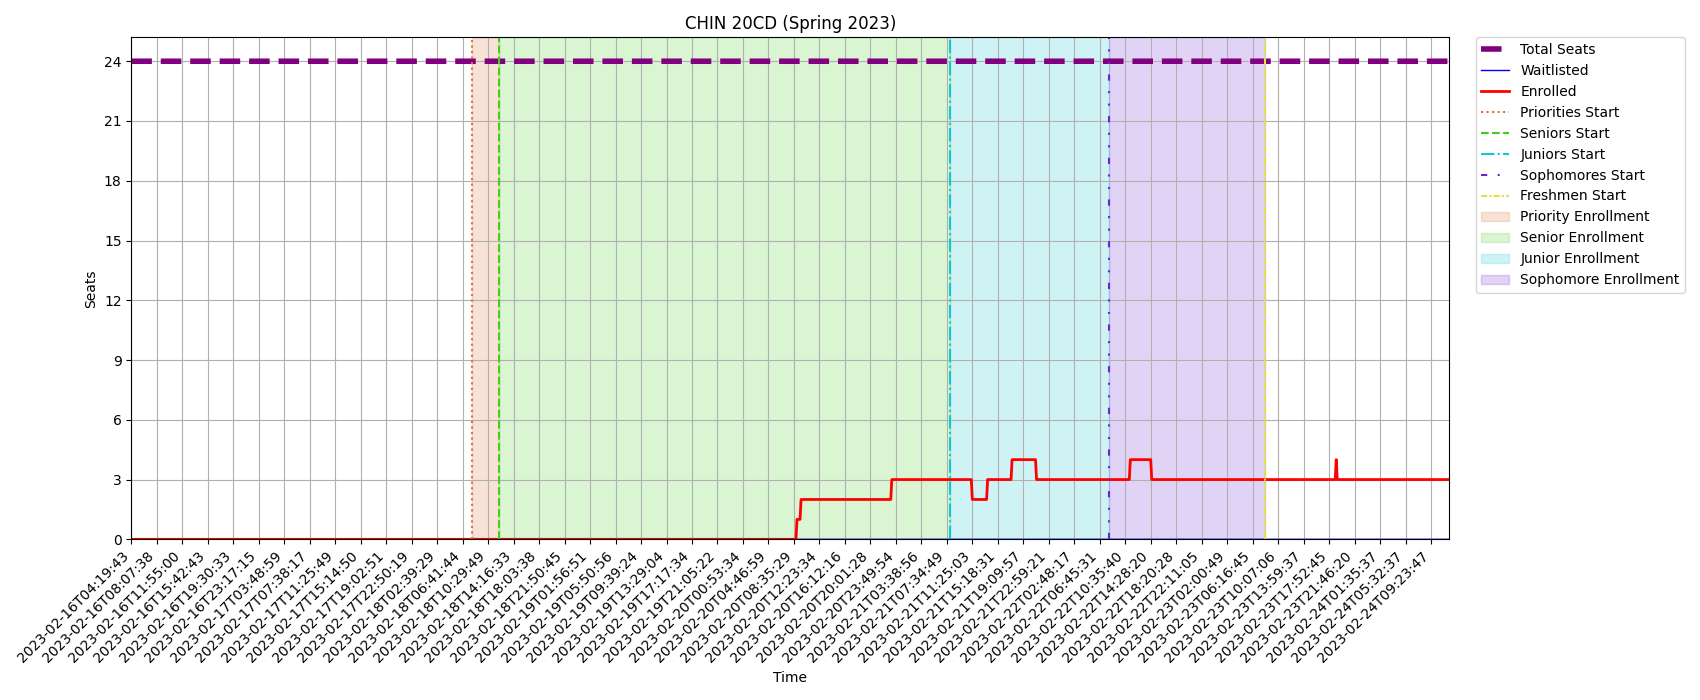 CHIN 20CD (Spring 2023)
24
21
18
15
12
9
6
3
0
Seats
2023-02-16T04:19:43
2023-02-16T08:07:38
2023-02-16T11:55:00
2023-02-16T15:42:43
2023-02-16T19:30:33
2023-02-16T23:17:15
2023-02-17T03:48:59
2023-02-17T07:38:17
2023-02-17T11:25:49
2023-02-17T15:14:50
2023-02-17T19:02:51
2023-02-17T22:50:19
2023-02-18T02:39:29
2023-02-18T06:41:44
2023-02-18T10:29:49
2023-02-18T14:16:33
2023-02-18T18:03:38
2023-02-18T21:50:45
2023-02-19T01:56:51
2023-02-19T05:50:56
2023-02-19T09:39:24
2023-02-19T13:29:04
2023-02-19T17:17:34
2023-02-19T21:05:22
2023-02-20T00:53:34
2023-02-20T04:46:59
2023-02-20T08:35:29
2023-02-20T12:23:34
2023-02-20T16:12:16
2023-02-20T20:01:28
2023-02-20T23:49:54
2023-02-21T03:38:56
2023-02-21T07:34:49
2023-02-21T11:25:03
2023-02-21T15:18:31
2023-02-21T19:09:57
2023-02-21T22:59:21
2023-02-22T02:48:17
2023-02-22T06:45:31
2023-02-22T10:35:40
2023-02-22T14:28:20
2023-02-22T18:20:28
2023-02-22T22:11:05
2023-02-23T02:00:49
2023-02-23T06:16:45
2023-02-23T10:07:06
2023-02-23T13:59:37
2023-02-23T17:52:45
2023-02-23T21:46:20
2023-02-24T01:35:37
2023-02-24T05:32:37
2023-02-24T09:23:47
Time
Total Seats
Waitlisted
Enrolled
Priorities Start
Seniors Start
Juniors Start
Sophomores Start
Freshmen Start
Priority Enrollment
Senior Enrollment
Junior Enrollment
Sophomore Enrollment